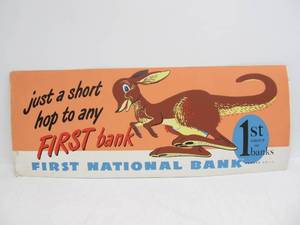 just a short
hop to any
FIRST bank
FIRST NATIONAL BANK
1st
banks